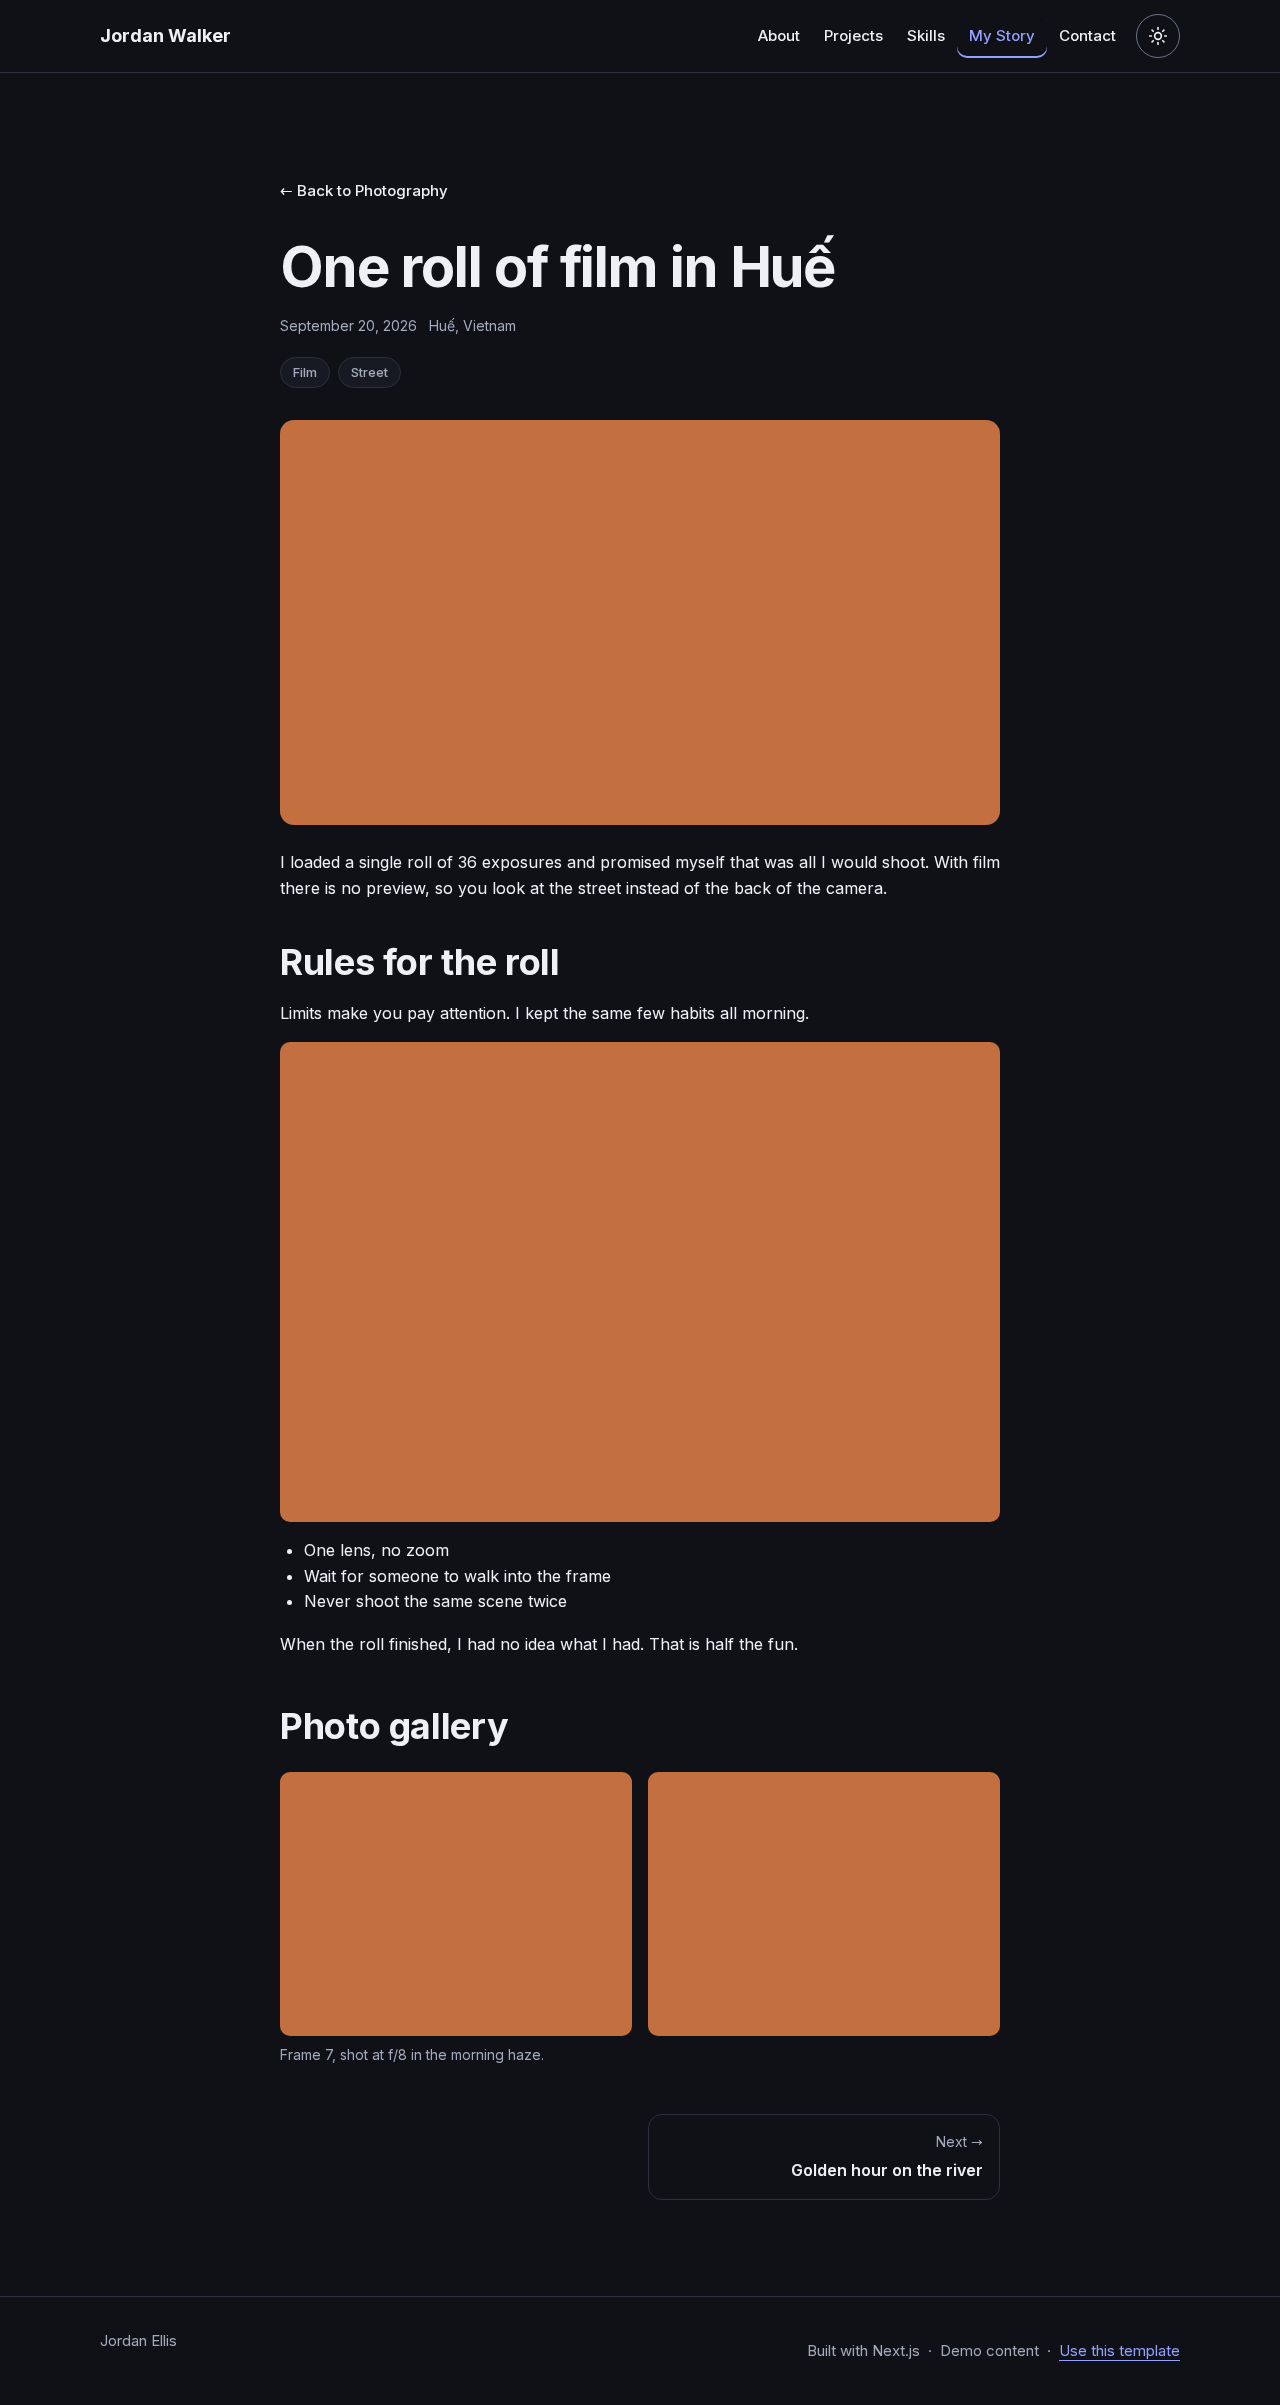 Jordan Walker
About
Projects
Skills
My Story
Contact
← Back to Photography
One roll of film in Huế
September 20, 2026 Huế, Vietnam
Film
Street
I loaded a single roll of 36 exposures and promised myself that was all I would shoot. With film
there is no preview, so you look at the street instead of the back of the camera.
Rules for the roll
Limits make you pay attention. I kept the same few habits all morning.
• One lens, no zoom
• Wait for someone to walk into the frame
• Never shoot the same scene twice
When the roll finished, I had no idea what I had. That is half the fun.
Photo gallery
Frame 7, shot at f/8 in the morning haze.
Next →
Golden hour on the river
Jordan Ellis
Built with Next.js · Demo content · Use this template